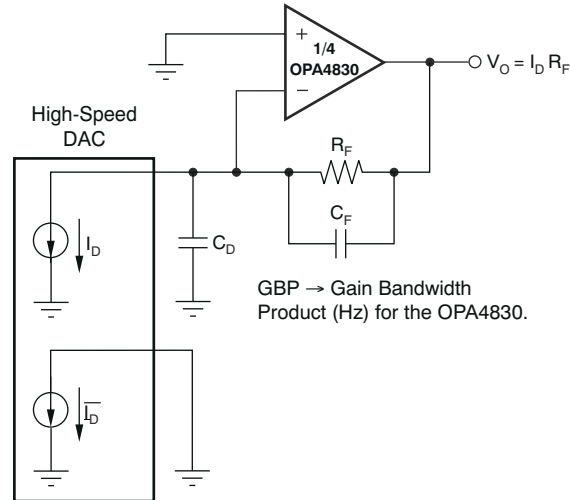 +
1/4
OPA4830
−
V_O = I_D R_F
High-Speed
DAC
R_F
C_F
I_D
C_D
GBP → Gain Bandwidth
Product (Hz) for the OPA4830.
I̅_D̅